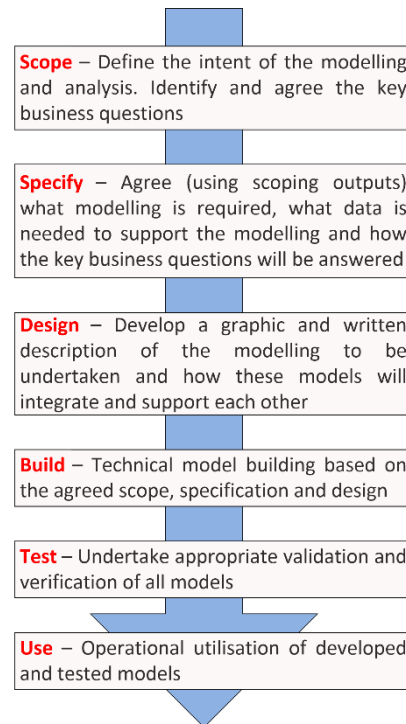 Scope – Define the intent of the modelling
and analysis. Identify and agree the key
business questions
Specify – Agree (using scoping outputs)
what modelling is required, what data is
needed to support the modelling and how
the key business questions will be answered
Design – Develop a graphic and written
description of the modelling to be
undertaken and how these models will
integrate and support each other
Build – Technical model building based on
the agreed scope, specification and design
Test – Undertake appropriate validation and
verification of all models
Use – Operational utilisation of developed
and tested models